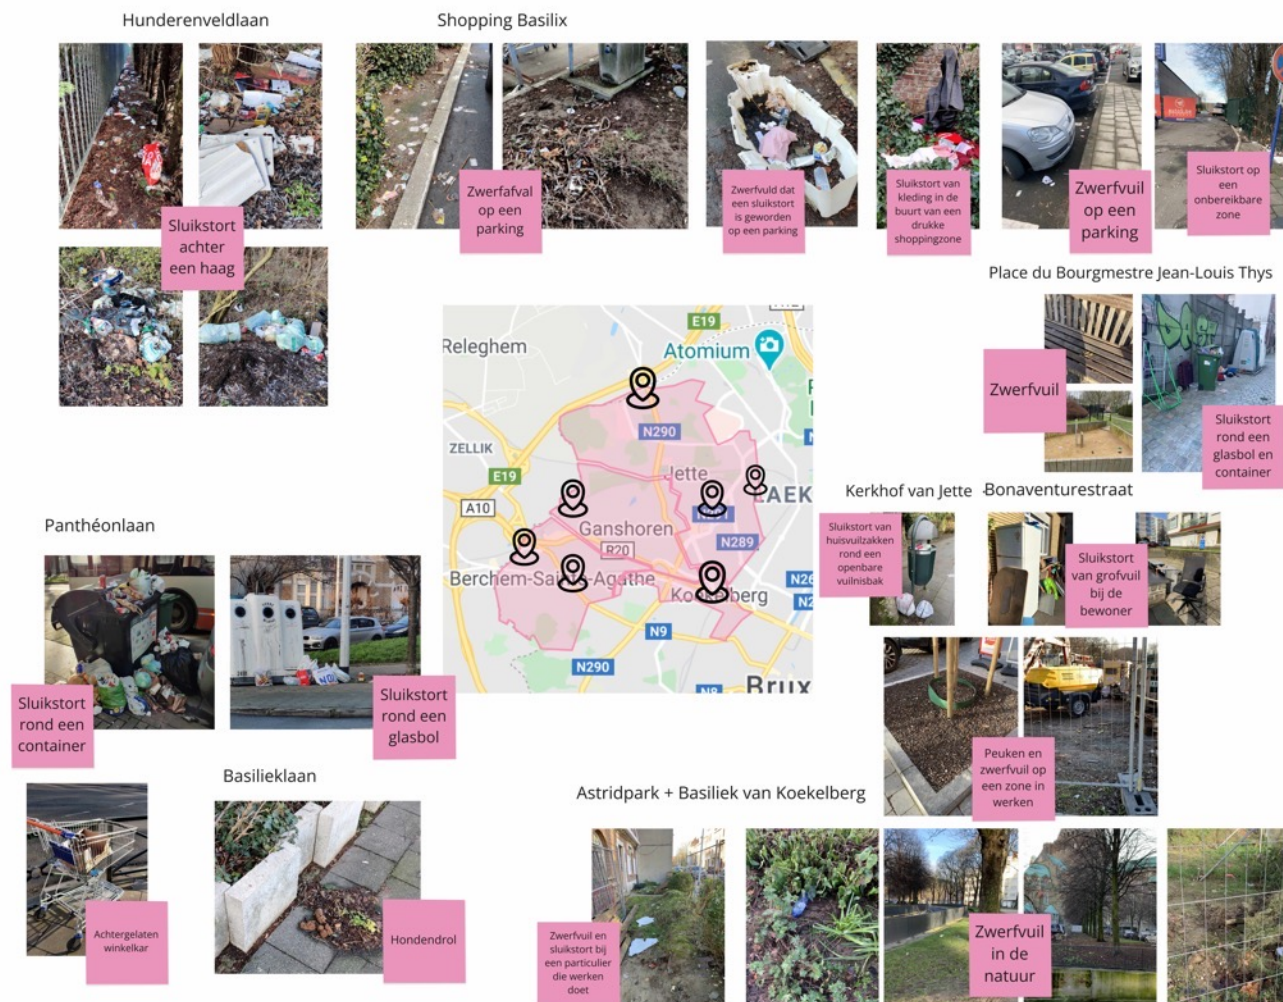 Hunderenveldlaan
Shopping Basilix
Sluikstort
achter
een haag
Zwerfafval
op een
parking
Zwerfvuld dat
een sluikstort
is geworden
op een parking
Sluikstort van
kleding in de
buurt van een
drukke
shoppingzone
Zwerfvuil
op een
parking
Sluikstort op
een
onbereikbare
zone
Place du Bourgmestre Jean-Louis Thys
Zwerfvuil
DASH
Sluikstort
rond een
glasbol en
container
E19
Releghem
Atomium
N290
ZELLIK
Jette
E19
LAEK
A10
Ganshoren
N289
R20
Berchem-Sainte-Agathe
Koekelberg
N9
N290
Brux
Kerkhof van Jette
Bonaventurestraat
Sluikstort van
huisvuilzakken
rond een
openbare
vuilnisbak
Sluikstort
van grofvuil
bij de
bewoner
Peuken en
zwerfvuil op
een zone in
werken
Panthéonlaan
Sluikstort
rond een
container
Sluikstort
rond een
glasbol
Achtergelaten
winkelkar
Basilieklaan
Hondendrol
Astridpark + Basiliek van Koekelberg
Zwerfvuil en
sluikstort bij
een particulier
die werken
doet
Zwerfvuil
in de
natuur